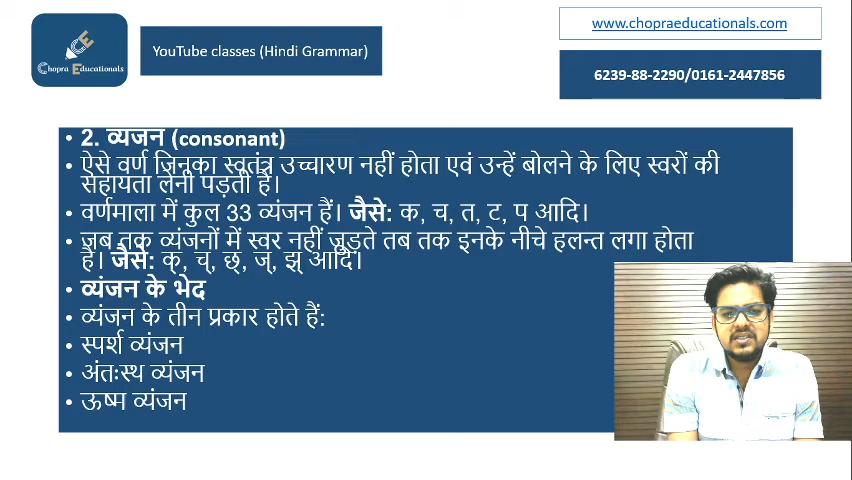 CE
Chopra Educationals
YouTube classes (Hindi Grammar)
www.chopraeducationals.com
6239-88-2290/0161-2447856
• 2. व्यंजन (consonant)
• ऐसे वर्ण जिनका स्वतंत्र उच्चारण नहीं होता एवं उन्हें बोलने के लिए स्वरों की
सहायता लेनी पड़ती है।
• वर्णमाला में कुल 33 व्यंजन हैं। जैसे: क, च, त, ट, प आदि।
• जब तक व्यंजनों में स्वर नहीं जुड़ते तब तक इनके नीचे हलन्त लगा होता
है। जैसे: क्, च्, छ्, ज्, झ् आदि।
• व्यंजन के भेद
• व्यंजन के तीन प्रकार होते हैं:
• स्पर्श व्यंजन
• अंतःस्थ व्यंजन
• ऊष्म व्यंजन